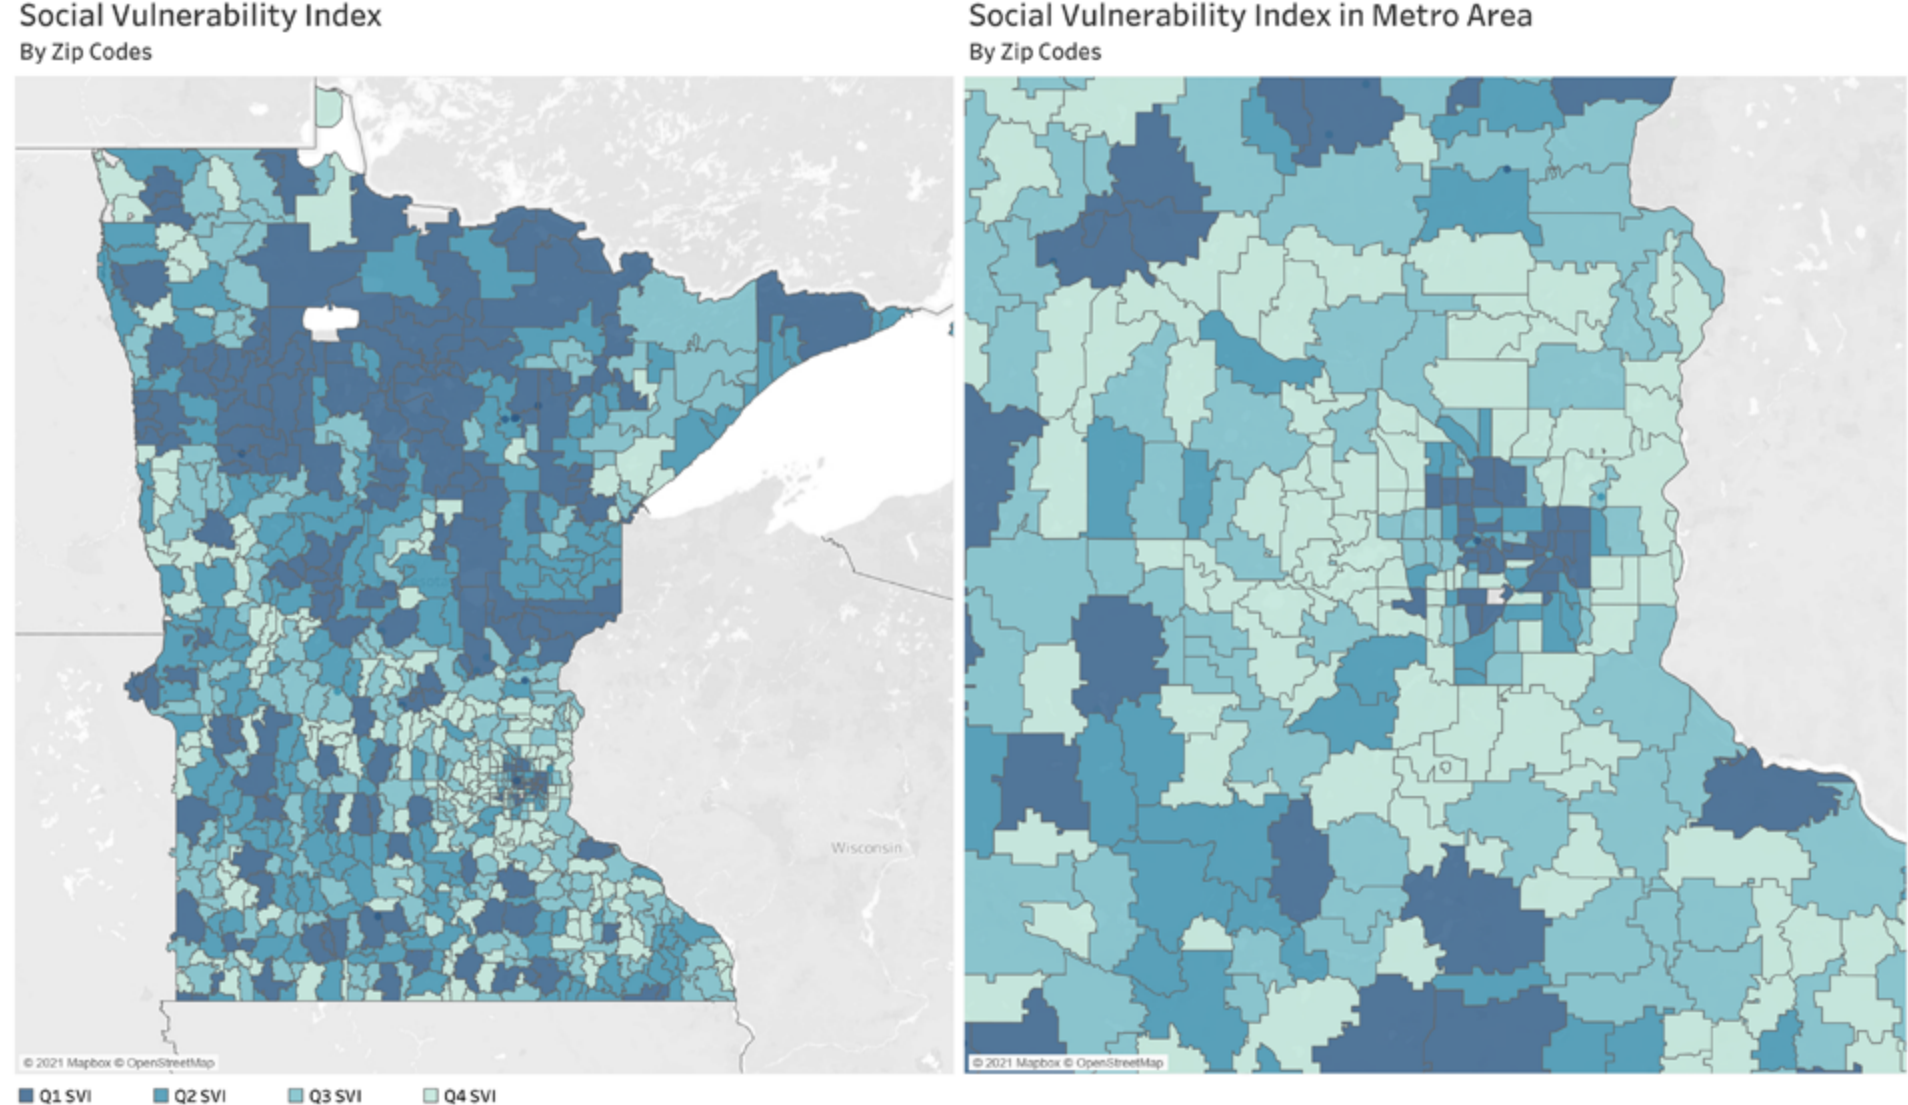 Social Vulnerability Index
By Zip Codes
© 2021 Mapbox © OpenStreetMap
Wisconsin
Q1 SVI
Q2 SVI
Q3 SVI
Q4 SVI
Social Vulnerability Index in Metro Area
By Zip Codes
© 2021 Mapbox © OpenStreetMap